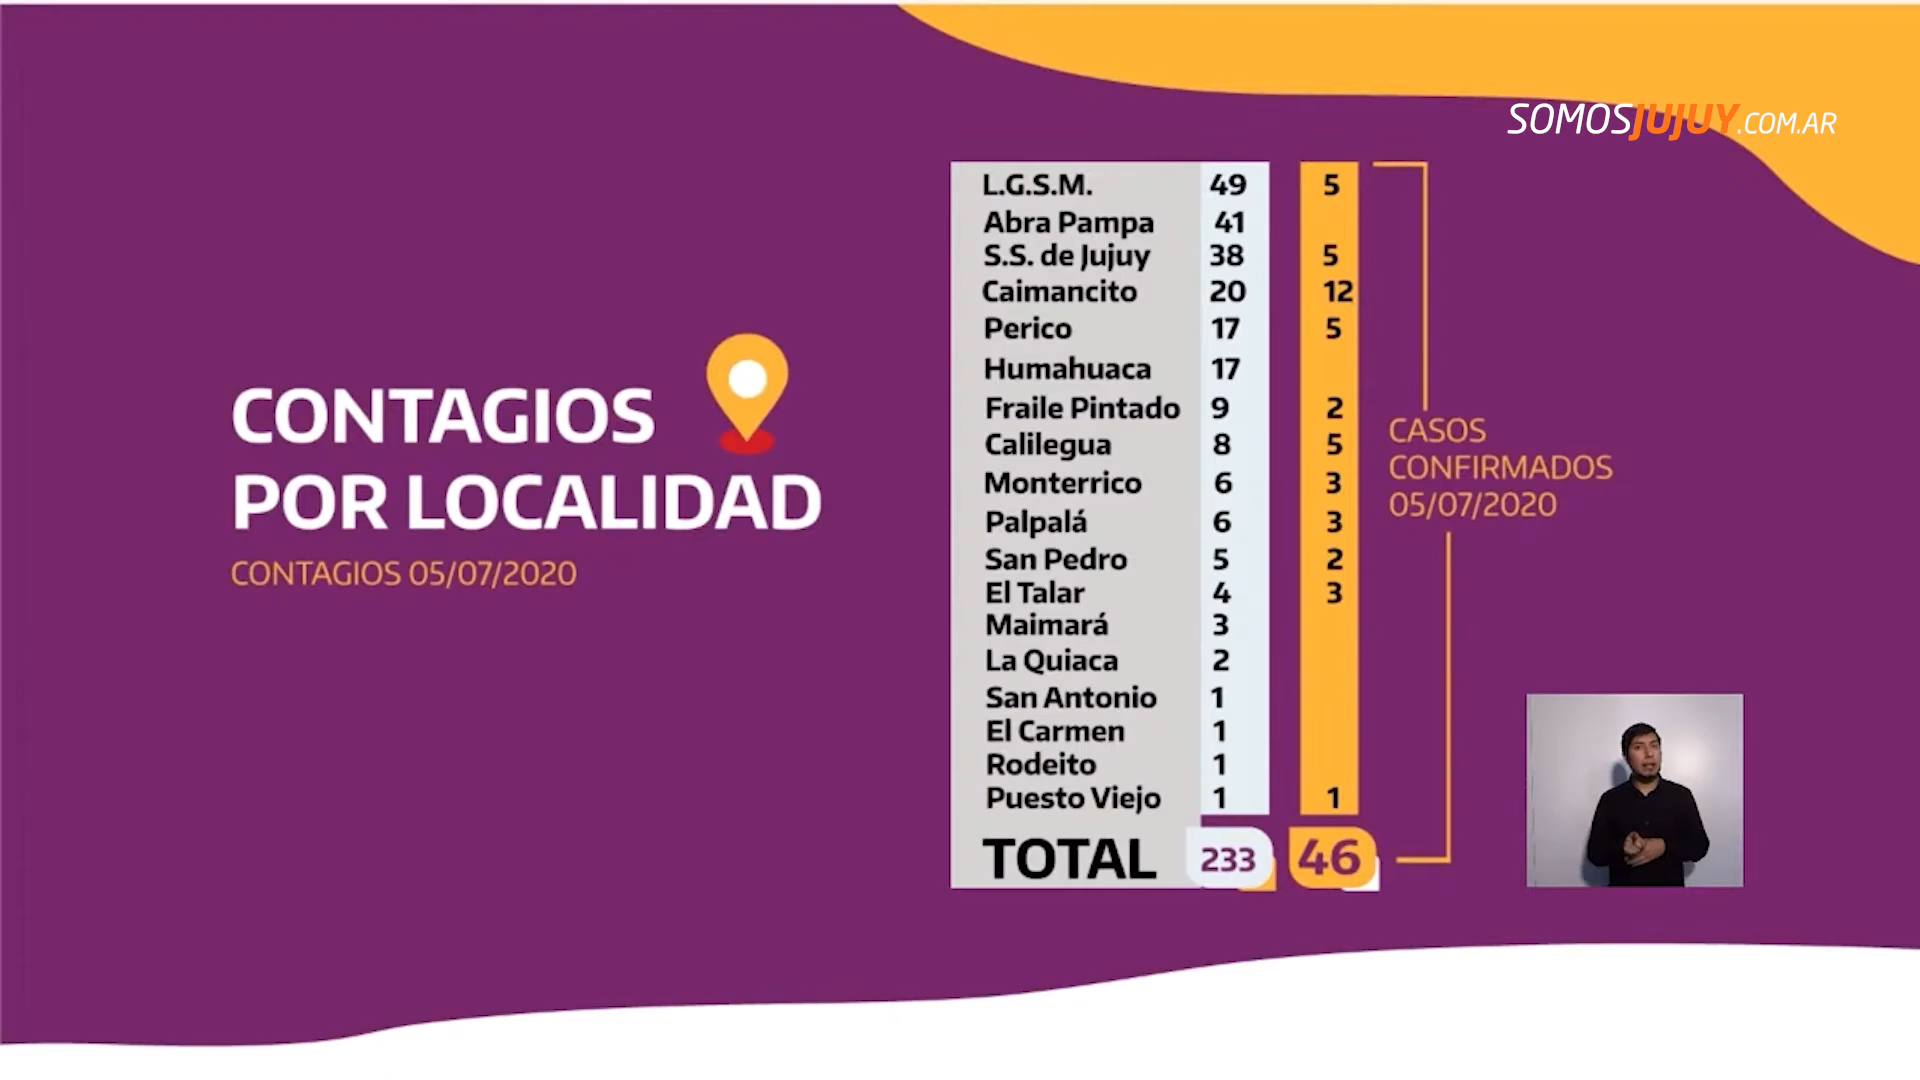 SOMOSJUJUY.COM.AR
L.G.S.M. 49 5
Abra Pampa 41
S.S. de Jujuy 38 5
Caimancito 20 12
Perico 17 5
Humahuaca 17
Fraile Pintado 9 2
Calilegua 8 5
Monterrico 6 3
Palpalá 6 3
San Pedro 5 2
El Talar 4 3
Maimará 3
La Quiaca 2
San Antonio 1
El Carmen 1
Rodeito 1
Puesto Viejo 1 1
TOTAL 233 46
CONTAGIOS
POR LOCALIDAD
CONTAGIOS 05/07/2020
CASOS
CONFIRMADOS
05/07/2020